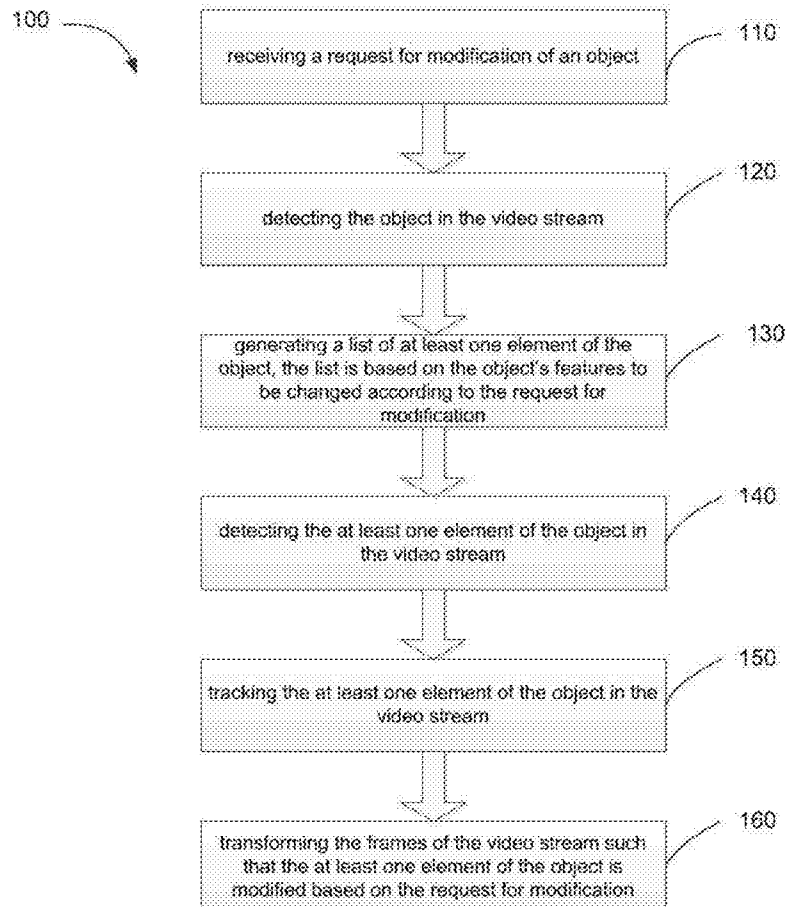 100
receiving a request for modification of an object
110
detecting the object in the video stream
120
generating a list of at least one element of the
object, the list is based on the object's features to
be changed according to the request for
modification
130
detecting the at least one element of the object in
the video stream
140
tracking the at least one element of the object in the
video stream
150
transforming the frames of the video stream such
that the at least one element of the object is
modified based on the request for modification
160